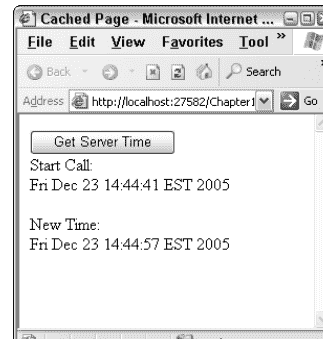 Cached Page - Microsoft Internet ...
File Edit View Favorites Tool »
Back Search »
Address http://localhost:27582/Chapter1 Go
Get Server Time
Start Call:
Fri Dec 23 14:44:41 EST 2005
New Time:
Fri Dec 23 14:44:57 EST 2005